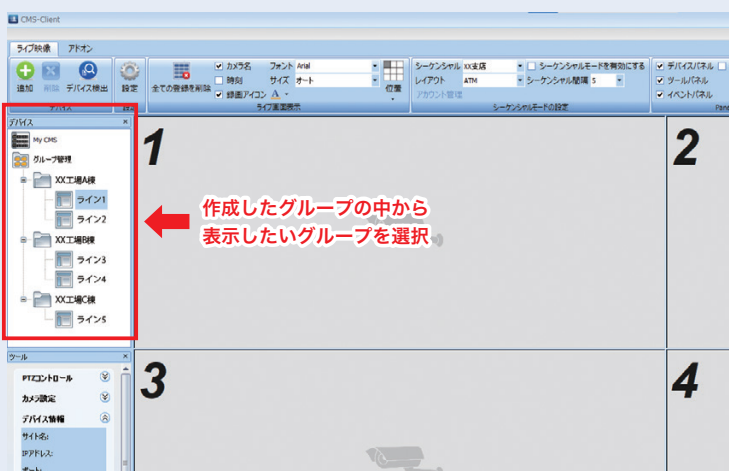 CMS-Client
ライブ映像 アドオン
追加 削除 デバイス検出
デバイス
設定
設定
全ての登録を削除
カメラ名 フォント Arial
時刻 サイズ オート
録画アイコン A
位置
ライブ画面表示
シーケンシャル XX支店 シーケンシャルモードを有効にする
レイアウト ATM シーケンシャル間隔 5
アカウント管理
シーケンシャルモードの設定
デバイスパネル
ツールパネル
イベントパネル
Pane
デバイス
My CMS
グループ管理
XX工場A棟
ライン1
ライン2
XX工場B棟
ライン3
ライン4
XX工場C棟
ライン5
1
2
作成したグループの中から
表示したいグループを選択
ツール
PTZコントロール
カメラ設定
デバイス情報
サイト名:
IPアドレス:
ポート:
3
4